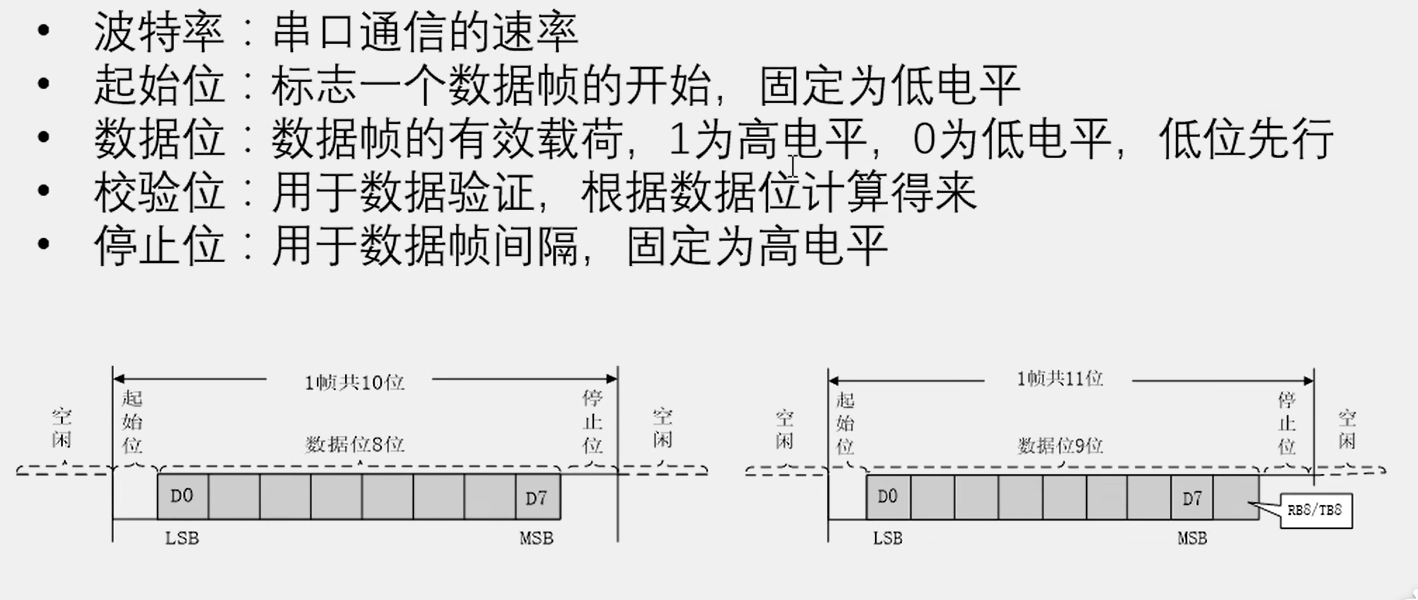 • 波特率：串口通信的速率
• 起始位：标志一个数据帧的开始，固定为低电平
• 数据位：数据帧的有效载荷，1为高电平，0为低电平，低位先行
• 校验位：用于数据验证，根据数据位计算得来
• 停止位：用于数据帧间隔，固定为高电平
1帧共10位
空闲
起始位
数据位8位
停止位
空闲
D0
D7
LSB
MSB
1帧共11位
空闲
起始位
数据位9位
停止位
空闲
D0
D7
RB8/TB8
LSB
MSB